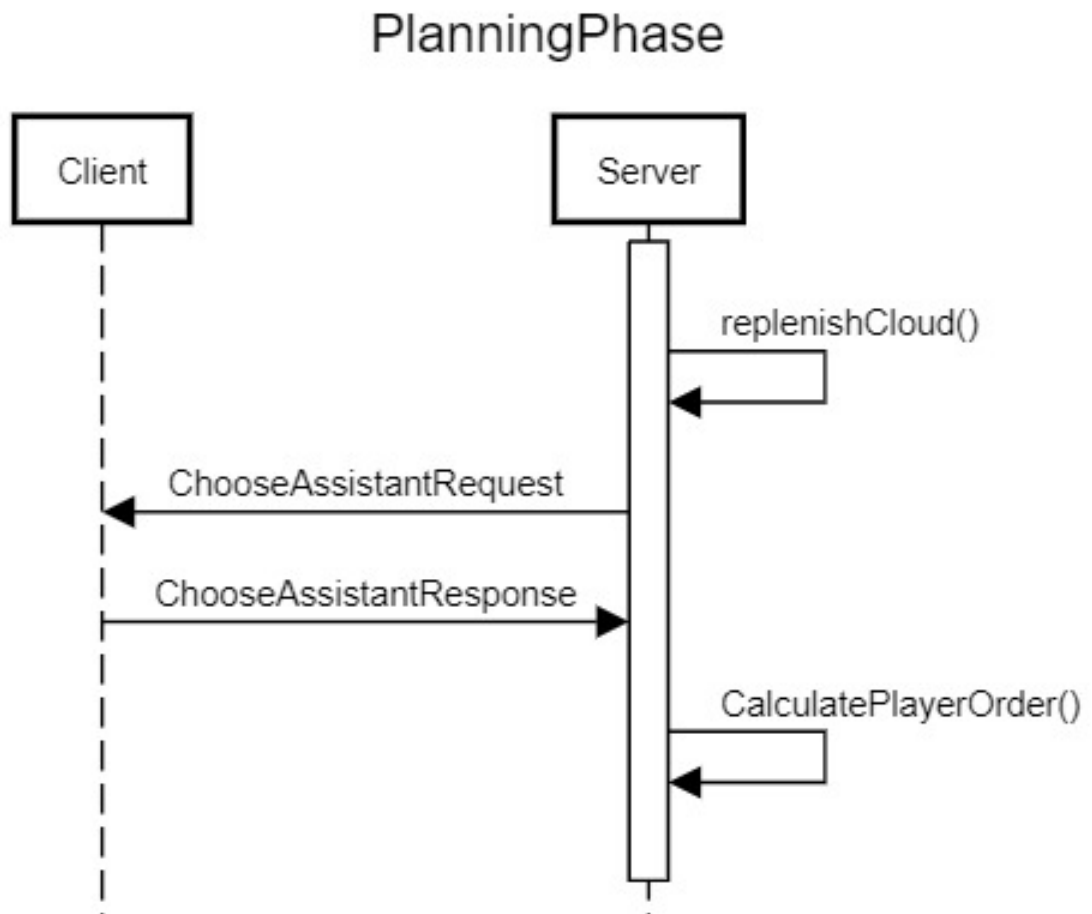 PlanningPhase
Client
Server
replenishCloud()
ChooseAssistantRequest
ChooseAssistantResponse
CalculatePlayerOrder()